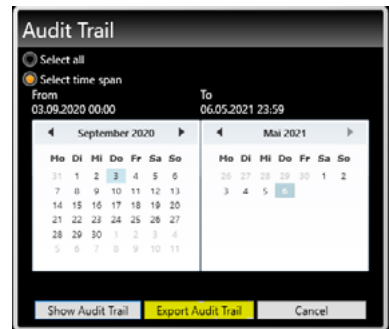 Audit Trail
Select all
Select time span
From To
03.09.2020 00:00 06.05.2021 23:59
September 2020 Mai 2021
Mo Di Mi Do Fr Sa So Mo Di Mi Do Fr Sa So
31 1 2 3 4 5 6 26 27 28 29 30 1 2
7 8 9 10 11 12 13 3 4 5 6
14 15 16 17 18 19 20
21 22 23 24 25 26 27
28 29 30 1 2 3 4
5 6 7 8 9 10 11
Show Audit Trail Export Audit Trail Cancel